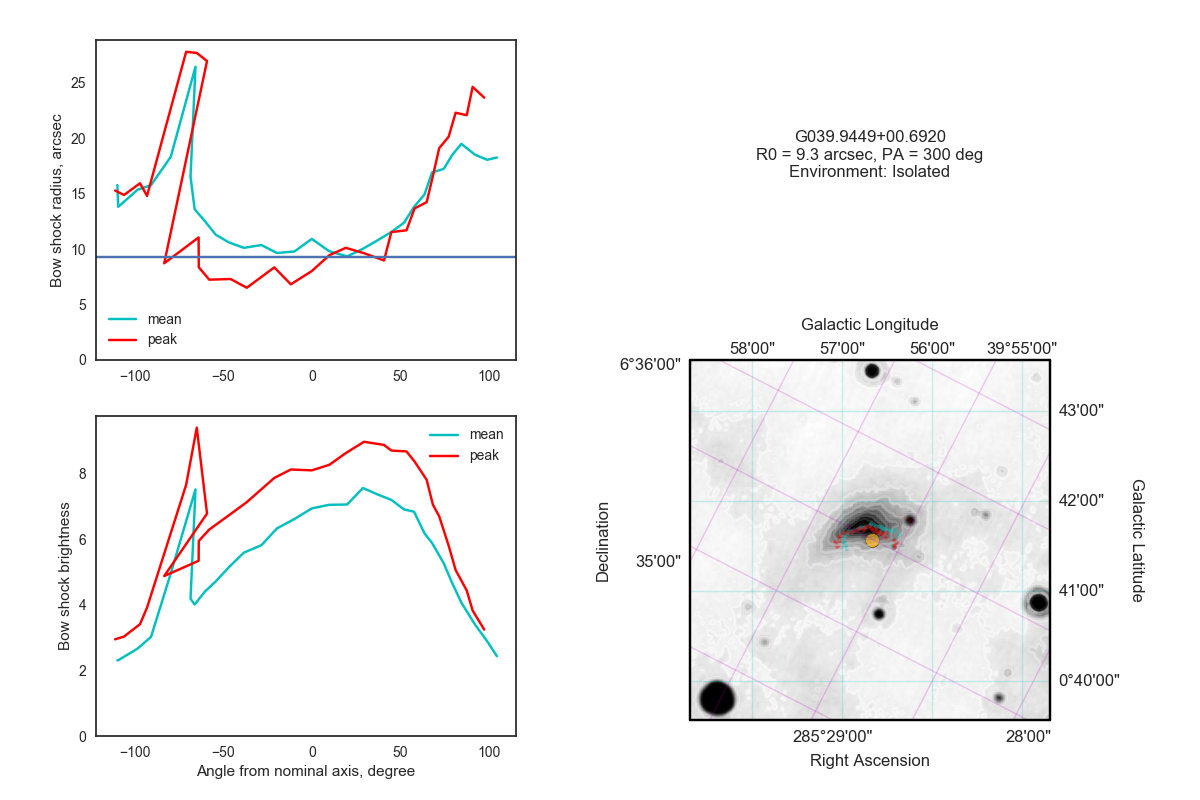 Bow shock radius, arcsec
25
20
15
10
5
0
mean
peak
−100
−50
0
50
100
Bow shock brightness
8
6
4
2
0
mean
peak
−100
−50
0
50
100
Angle from nominal axis, degree
G039.9449+00.6920
R0 = 9.3 arcsec, PA = 300 deg
Environment: Isolated
Galactic Longitude
58'00" 57'00" 56'00" 39°55'00"
6°36'00"
35'00"
Declination
43'00"
42'00"
41'00"
0°40'00"
Galactic Latitude
285°29'00" 28'00"
Right Ascension